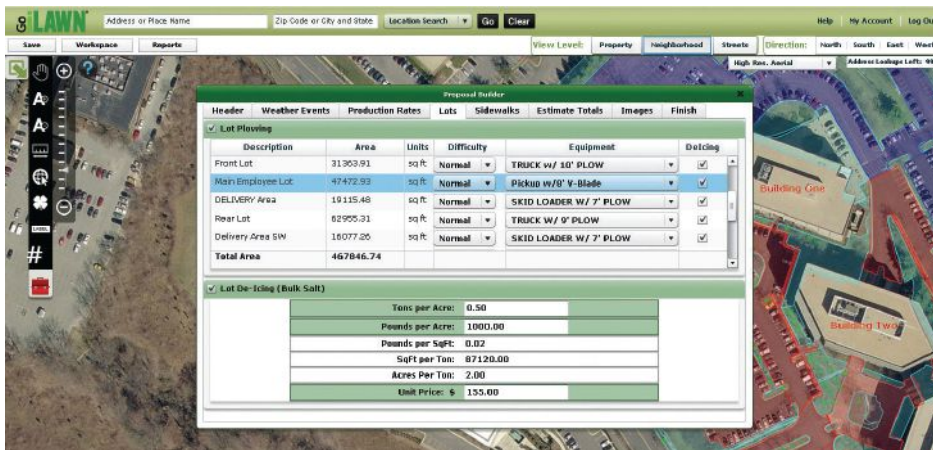 Go iLAWN Address or Place Name Zip Code or City and State Location Search Go Clear Help My Account Log Ou
Save Workspace Reports View Level: Property Neighborhood Streets Direction: North South East West
High Res. Aerial Address Lookups Left:
Proposal Builder
Header Weather Events Production Rates Lots Sidewalks Estimate Totals Images Finish
Lot Plowing
Description Area Units Difficulty Equipment DeIcing
Front Lot 31363.91 sq ft Normal TRUCK w/ 10' PLOW
Main Employee Lot 47472.93 sq ft Normal Pickup w/8' V-Blade
DELIVERY Area 19115.48 sq ft Normal SKID LOADER W/ 7' PLOW
Rear Lot 62955.31 sq ft Normal TRUCK W/ 9' PLOW
Delivery Area SW 16077.26 sq ft Normal SKID LOADER W/ 7' PLOW
Total Area 467846.74
Lot De-Icing (Bulk Salt)
Tons per Acre: 0.50
Pounds per Acre: 1000.00
Pounds per SqFt: 0.02
SqFt per Ton: 87120.00
Acres Per Ton: 2.00
Unit Price: $ 155.00
A
A
LABEL
#
Building One
Building Two